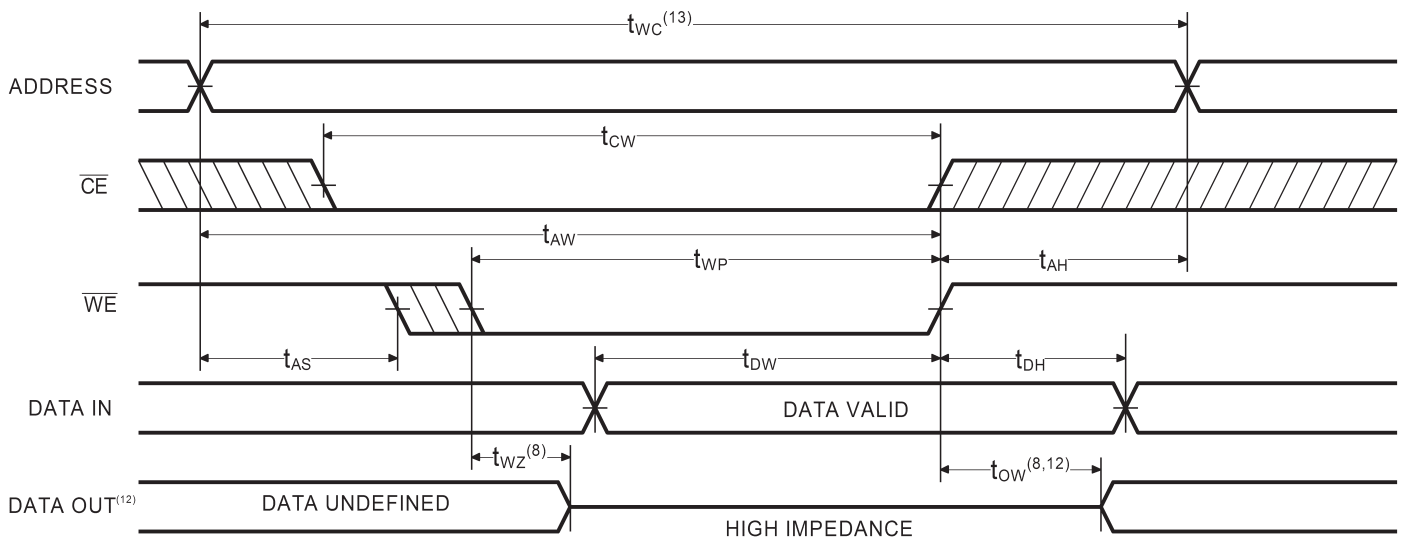 tWC(13)
ADDRESS
tCW
CE
tAW
tWP
tAH
WE
tAS
tDW
tDH
DATA IN
DATA VALID
tWZ(8)
tOW(8,12)
DATA OUT(12)
DATA UNDEFINED
HIGH IMPEDANCE